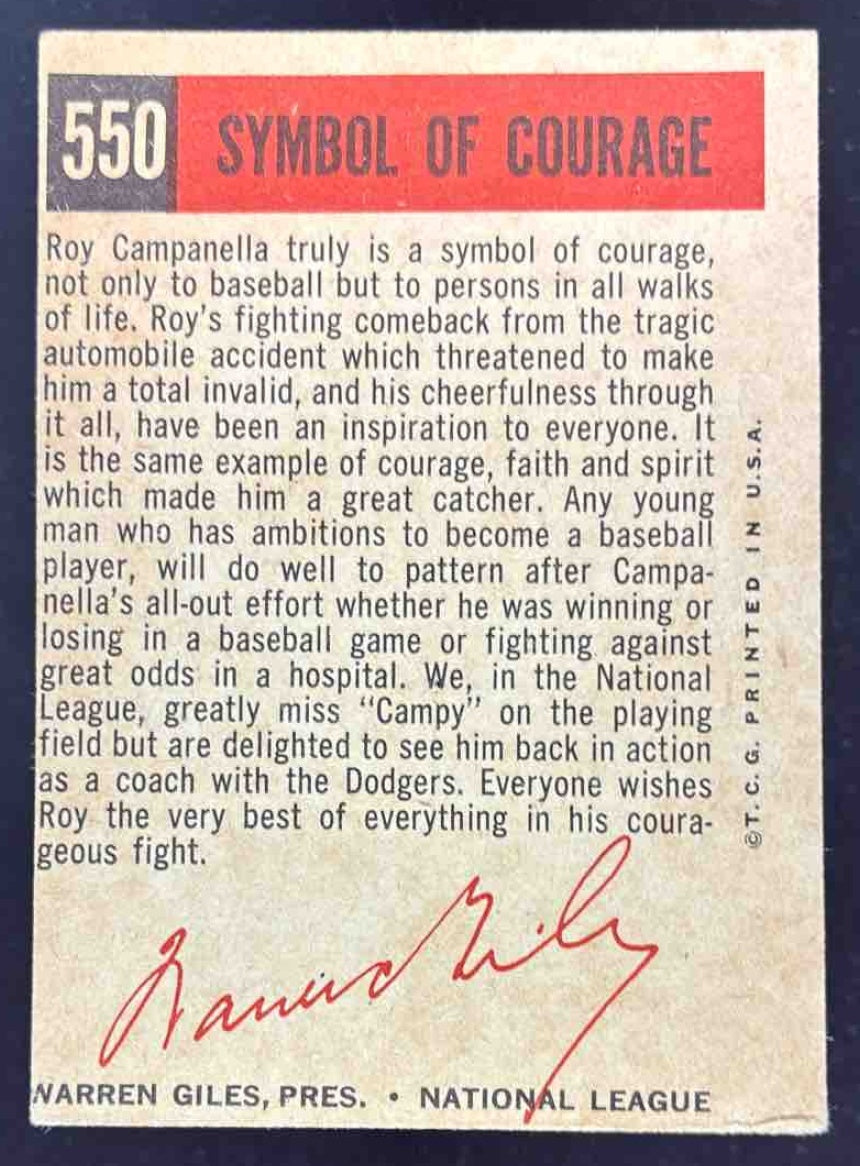 550 SYMBOL OF COURAGE
Roy Campanella truly is a symbol of courage,
not only to baseball but to persons in all walks
of life. Roy's fighting comeback from the tragic
automobile accident which threatened to make
him a total invalid, and his cheerfulness through
it all, have been an inspiration to everyone. It
is the same example of courage, faith and spirit
which made him a great catcher. Any young
man who has ambitions to become a baseball
player, will do well to pattern after Campa-
nella's all-out effort whether he was winning or
losing in a baseball game or fighting against
great odds in a hospital. We, in the National
League, greatly miss "Campy" on the playing
field but are delighted to see him back in action
as a coach with the Dodgers. Everyone wishes
Roy the very best of everything in his coura-
geous fight.
Warren Giles
WARREN GILES, PRES. • NATIONAL LEAGUE
©T. C. G. PRINTED IN U.S.A.